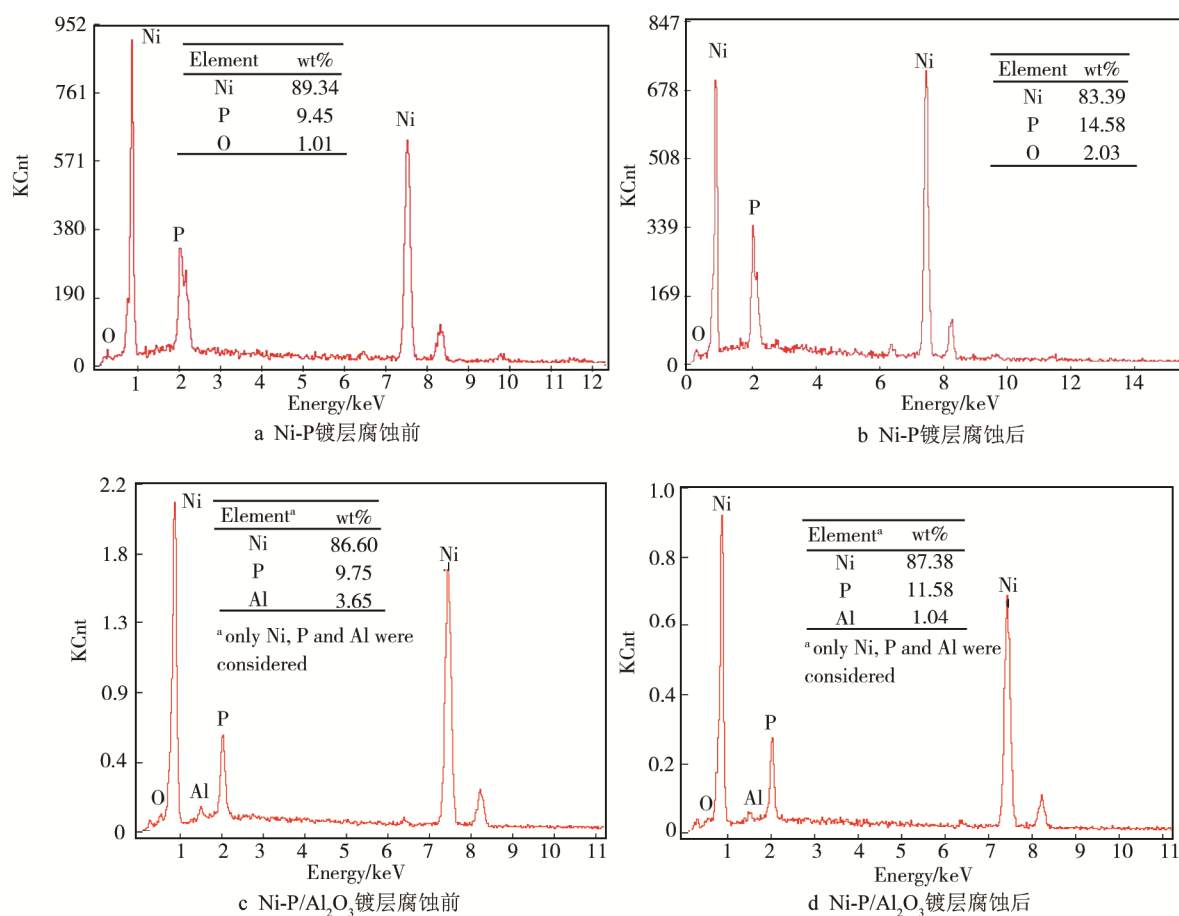 952
761
571
380
190
0
KCnt
Ni
P
O
Ni
Element wt%
Ni 89.34
P 9.45
O 1.01
1 2 3 4 5 6 7 8 9 10 11 12
Energy/keV
a Ni-P镀层腐蚀前
847
678
508
339
169
0
KCnt
Ni
P
O
Ni
Element wt%
Ni 83.39
P 14.58
O 2.03
0 2 4 6 8 10 12 14
Energy/keV
b Ni-P镀层腐蚀后
2.2
1.8
1.3
0.9
0.4
0
KCnt
Ni
O
Al
P
Ni
Elementᵃ wt%
Ni 86.60
P 9.75
Al 3.65
ᵃ only Ni, P and Al were
considered
1 2 3 4 5 6 7 8 9 10 11
Energy/keV
c Ni-P/Al₂O₃镀层腐蚀前
1.0
0.8
0.6
0.4
0.2
0
KCnt
Ni
O
Al
P
Ni
Elementᵃ wt%
Ni 87.38
P 11.58
Al 1.04
ᵃ only Ni, P and Al were
considered
1 2 3 4 5 6 7 8 9 10 11
Energy/keV
d Ni-P/Al₂O₃镀层腐蚀后